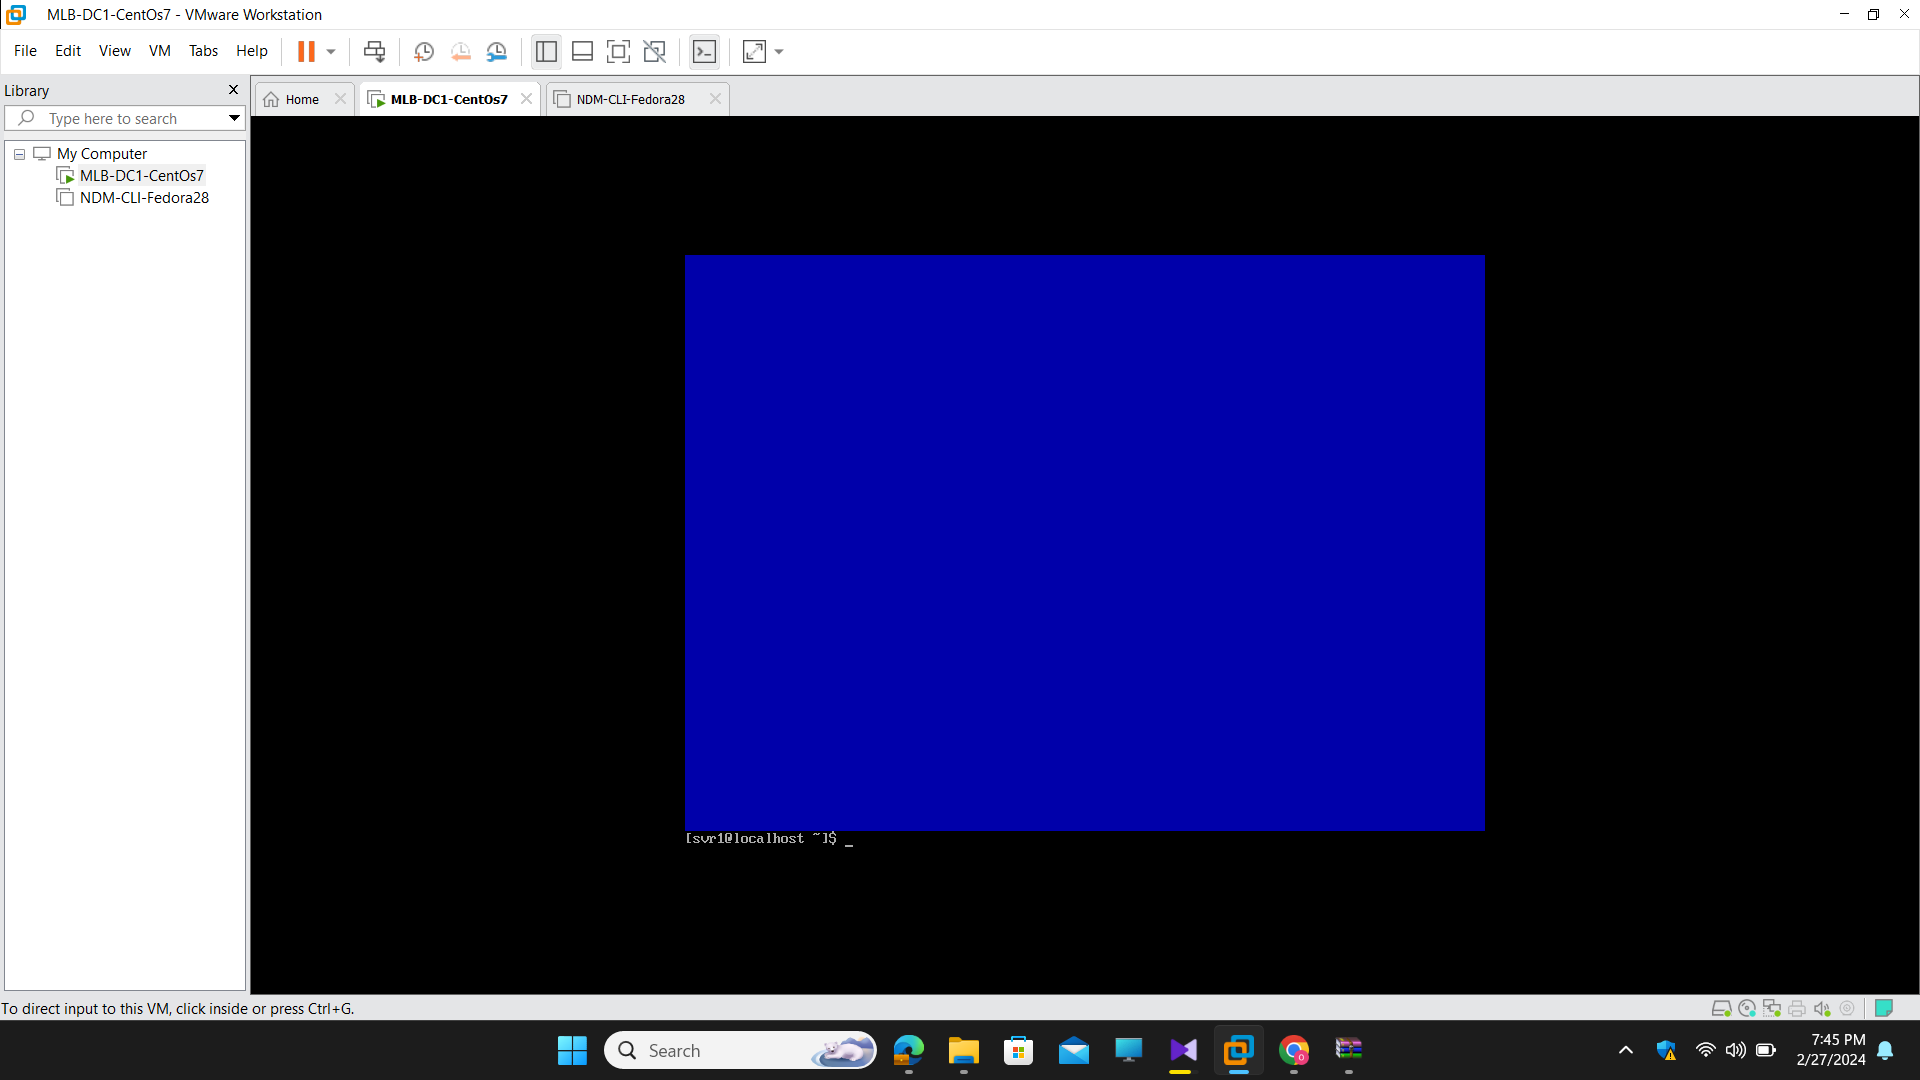 MLB-DC1-CentOs7 - VMware Workstation
File Edit View VM Tabs Help
Library
Home
MLB-DC1-CentOs7
NDM-CLI-Fedora28
Type here to search
My Computer
MLB-DC1-CentOs7
NDM-CLI-Fedora28
[svr1@localhost ~]$ _
To direct input to this VM, click inside or press Ctrl+G.
Search
7:45 PM
2/27/2024